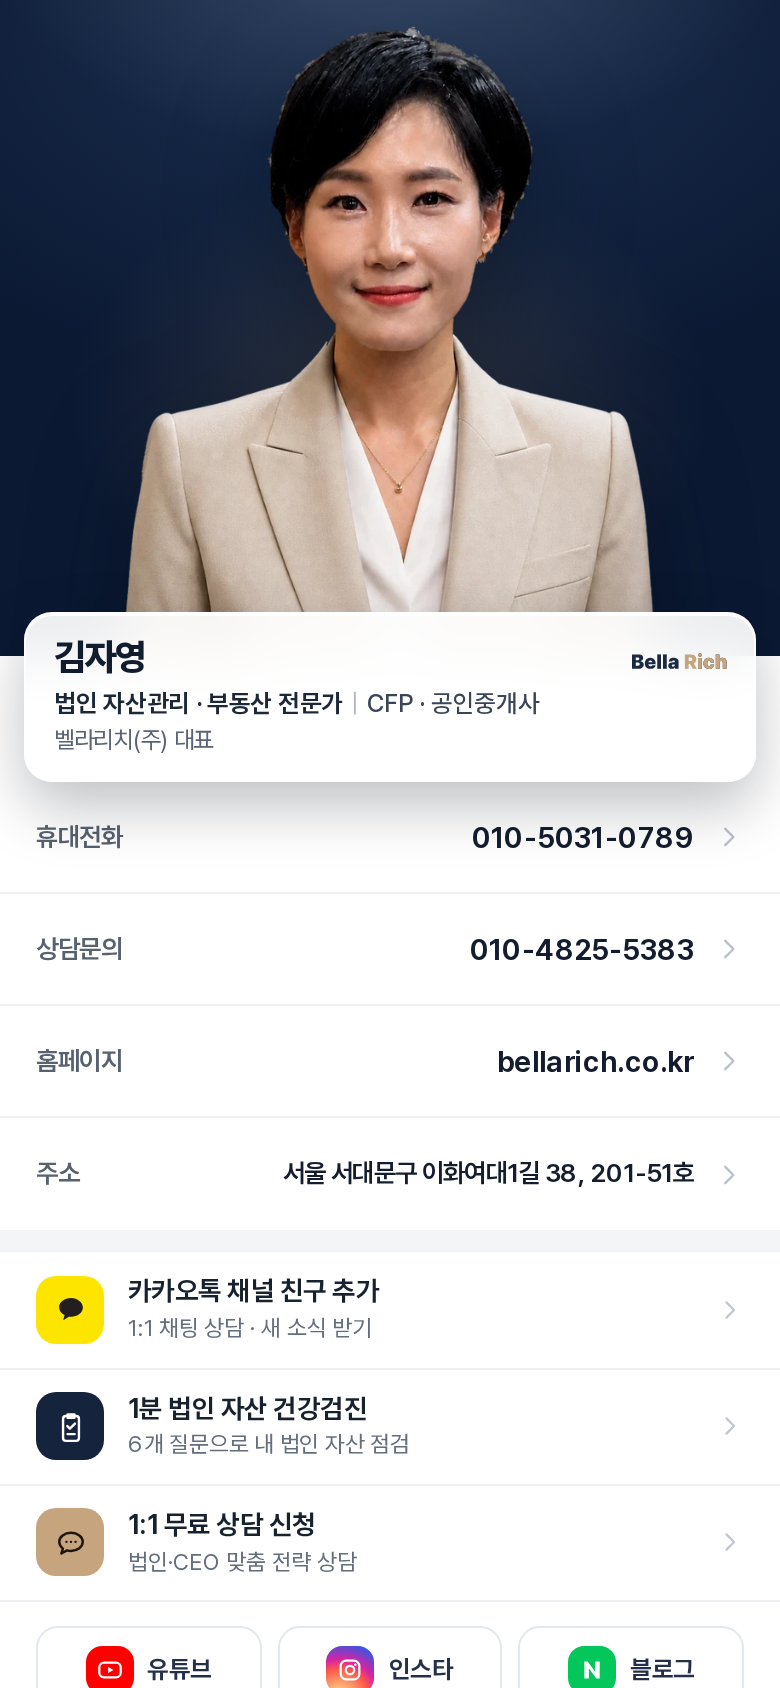 김자영
Bella Rich
법인 자산관리 · 부동산 전문가 | CFP · 공인중개사
벨라리치(주) 대표
휴대전화 010-5031-0789
상담문의 010-4825-5383
홈페이지 bellarich.co.kr
주소 서울 서대문구 이화여대1길 38, 201-51호
카카오톡 채널 친구 추가
1:1 채팅 상담 · 새 소식 받기
1분 법인 자산 건강검진
6개 질문으로 내 법인 자산 점검
1:1 무료 상담 신청
법인·CEO 맞춤 전략 상담
유튜브 인스타 N 블로그